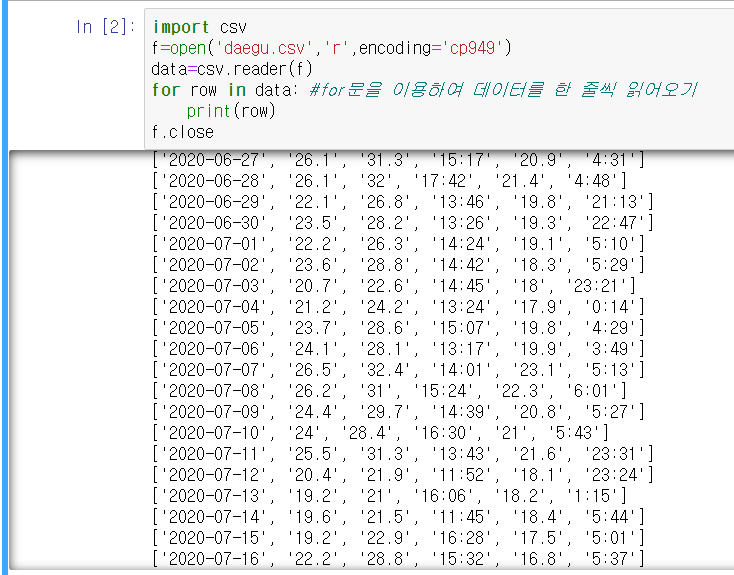 In [2]: import csv
f=open('daegu.csv','r',encoding='cp949')
data=csv.reader(f)
for row in data: #for문을 이용하여 데이터를 한 줄씩 읽어오기
    print(row)
f.close
['2020-06-27', '26.1', '31.3', '15:17', '20.9', '4:31']
['2020-06-28', '26.1', '32', '17:42', '21.4', '4:48']
['2020-06-29', '22.1', '26.8', '13:46', '19.8', '21:13']
['2020-06-30', '23.5', '28.2', '13:26', '19.3', '22:47']
['2020-07-01', '22.2', '26.3', '14:24', '19.1', '5:10']
['2020-07-02', '23.6', '28.8', '14:42', '18.3', '5:29']
['2020-07-03', '20.7', '22.6', '14:45', '18', '23:21']
['2020-07-04', '21.2', '24.2', '13:24', '17.9', '0:14']
['2020-07-05', '23.7', '28.6', '15:07', '19.8', '4:29']
['2020-07-06', '24.1', '28.1', '13:17', '19.9', '3:49']
['2020-07-07', '26.5', '32.4', '14:01', '23.1', '5:13']
['2020-07-08', '26.2', '31', '15:24', '22.3', '6:01']
['2020-07-09', '24.4', '29.7', '14:39', '20.8', '5:27']
['2020-07-10', '24', '28.4', '16:30', '21', '5:43']
['2020-07-11', '25.5', '31.3', '13:43', '21.6', '23:31']
['2020-07-12', '20.4', '21.9', '11:52', '18.1', '23:24']
['2020-07-13', '19.2', '21', '16:06', '18.2', '1:15']
['2020-07-14', '19.6', '21.5', '11:45', '18.4', '5:44']
['2020-07-15', '19.2', '22.9', '16:28', '17.5', '5:01']
['2020-07-16', '22.2', '28.8', '15:32', '16.8', '5:37']